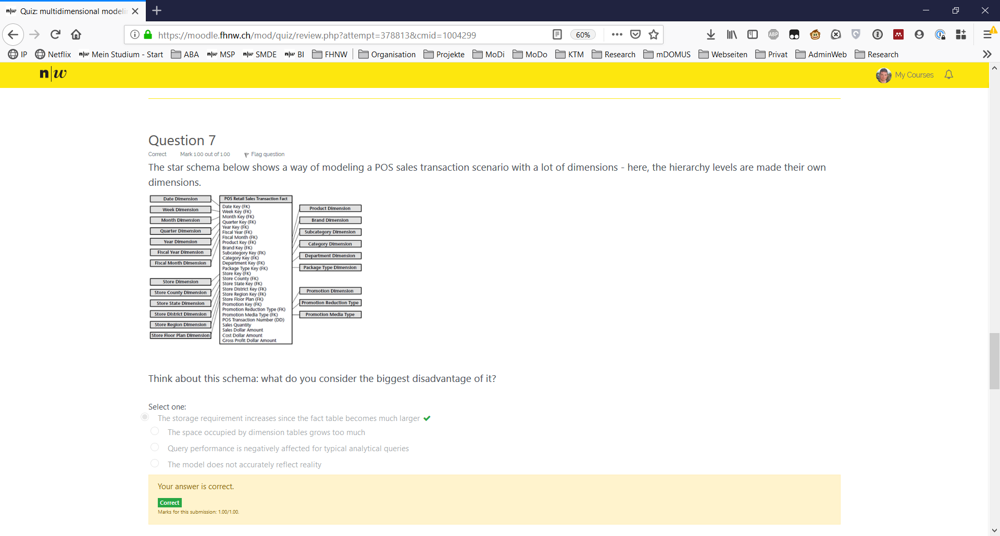 n|w Quiz: multidimensional modelin
https://moodle.fhnw.ch/mod/quiz/review.php?attempt=378813&cmid=1004299
60%
ABP
IP Netflix n|w Mein Studium - Start ABA n|w MSP n|w SMDE n|w BI FHNW Organisation Projekte MoDi MoDo KTM Research mDOMUS Webseiten Privat AdminWeb Research
n|w
My Courses
Question 7
Correct Mark 1.00 out of 1.00 Flag question
The star schema below shows a way of modeling a POS sales transaction scenario with a lot of dimensions - here, the hierarchy levels are made their own
dimensions.
Date Dimension
Week Dimension
Month Dimension
Quarter Dimension
Year Dimension
Fiscal Year Dimension
Fiscal Month Dimension
Store Dimension
Store County Dimension
Store State Dimension
Store District Dimension
Store Region Dimension
Store Floor Plan Dimension
POS Retail Sales Transaction Fact
Date Key (FK)
Week Key (FK)
Month Key (FK)
Quarter Key (FK)
Year Key (FK)
Fiscal Year (FK)
Fiscal Month (FK)
Product Key (FK)
Brand Key (FK)
Subcategory Key (FK)
Category Key (FK)
Department Key (FK)
Package Type Key (FK)
Store Key (FK)
Store County (FK)
Store State Key (FK)
Store District Key (FK)
Store Region Key (FK)
Store Floor Plan (FK)
Promotion Key (FK)
Promotion Reduction Type (FK)
Promotion Media Type (FK)
POS Transaction Number (DD)
Sales Quantity
Sales Dollar Amount
Cost Dollar Amount
Gross Profit Dollar Amount
Product Dimension
Brand Dimension
Subcategory Dimension
Category Dimension
Department Dimension
Package Type Dimension
Promotion Dimension
Promotion Reduction Type
Promotion Media Type
Think about this schema: what do you consider the biggest disadvantage of it?
Select one:
The storage requirement increases since the fact table becomes much larger
The space occupied by dimension tables grows too much
Query performance is negatively affected for typical analytical queries
The model does not accurately reflect reality
Your answer is correct.
Correct
Marks for this submission: 1.00/1.00.